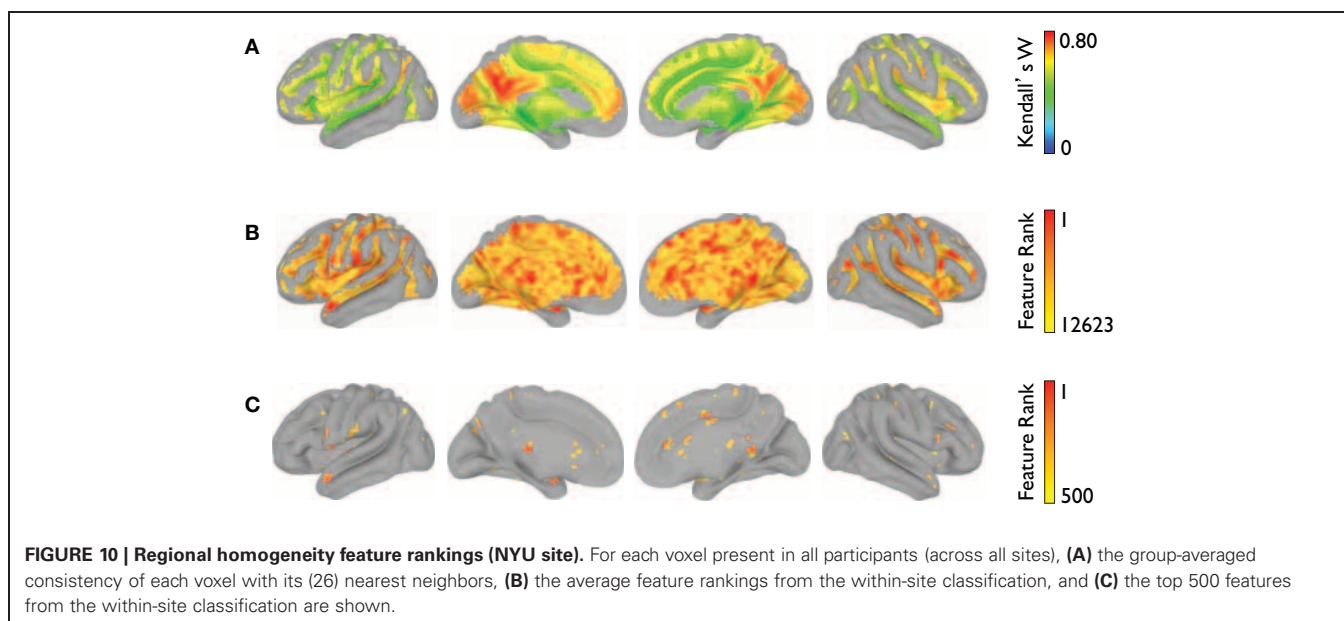 A
Kendall' s W
0.80
0
B
Feature Rank
1
12623
C
Feature Rank
1
500
FIGURE 10 | Regional homogeneity feature rankings (NYU site). For each voxel present in all participants (across all sites), (A) the group-averaged
consistency of each voxel with its (26) nearest neighbors, (B) the average feature rankings from the within-site classification, and (C) the top 500 features
from the within-site classification are shown.